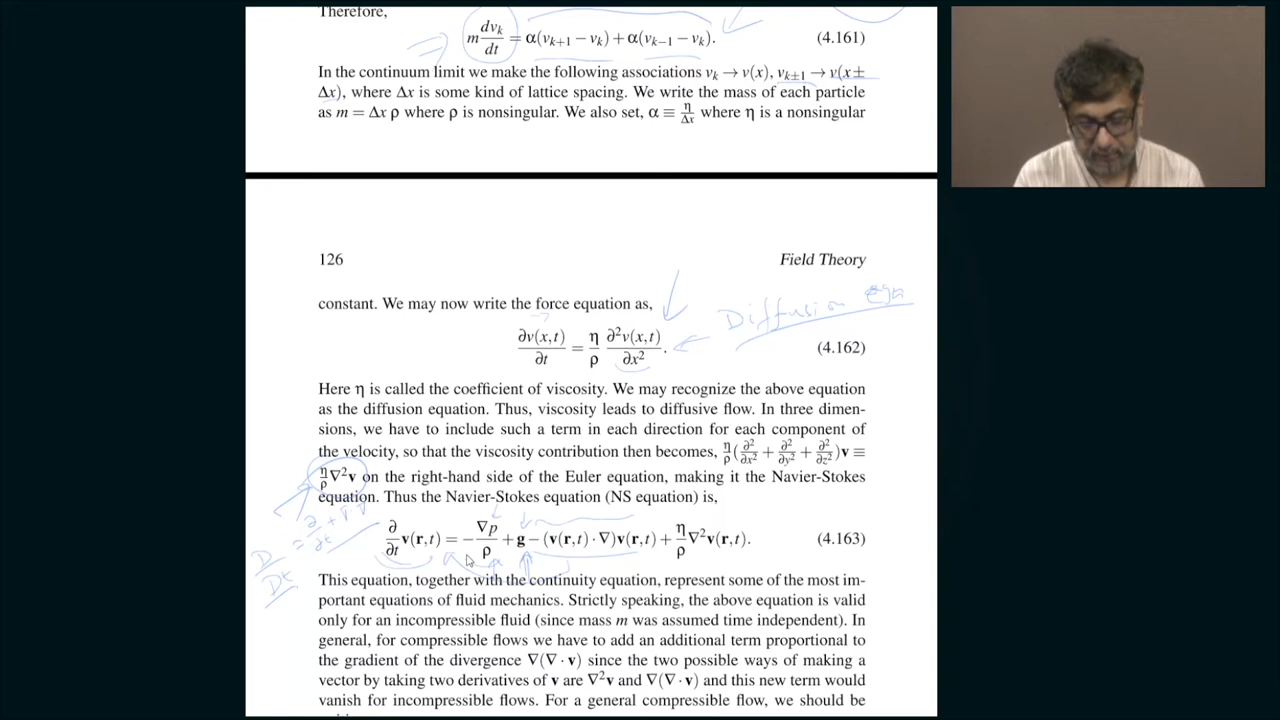 Therefore,
m dv_k/dt = α(v_{k+1} − v_k) + α(v_{k−1} − v_k). (4.161)
In the continuum limit we make the following associations v_k → v(x), v_{k±1} → v(x±
Δx), where Δx is some kind of lattice spacing. We write the mass of each particle
as m = Δx ρ where ρ is nonsingular. We also set, α ≡ η/Δx where η is a nonsingular
126 Field Theory
constant. We may now write the force equation as,
Diffusion eqn
∂v(x,t)/∂t = η/ρ ∂²v(x,t)/∂x². (4.162)
Here η is called the coefficient of viscosity. We may recognize the above equation
as the diffusion equation. Thus, viscosity leads to diffusive flow. In three dimen-
sions, we have to include such a term in each direction for each component of
the velocity, so that the viscosity contribution then becomes, η/ρ(∂²/∂x² + ∂²/∂y² + ∂²/∂z²)v ≡
η/ρ ∇²v on the right-hand side of the Euler equation, making it the Navier-Stokes
equation. Thus the Navier-Stokes equation (NS equation) is,
D/Dt = ∂/∂t + v·∇
∂/∂t v(r,t) = −∇p/ρ + g − (v(r,t)·∇)v(r,t) + η/ρ ∇²v(r,t). (4.163)
This equation, together with the continuity equation, represent some of the most im-
portant equations of fluid mechanics. Strictly speaking, the above equation is valid
only for an incompressible fluid (since mass m was assumed time independent). In
general, for compressible flows we have to add an additional term proportional to
the gradient of the divergence ∇(∇·v) since the two possible ways of making a
vector by taking two derivatives of v are ∇²v and ∇(∇·v) and this new term would
vanish for incompressible flows. For a general compressible flow, we should be